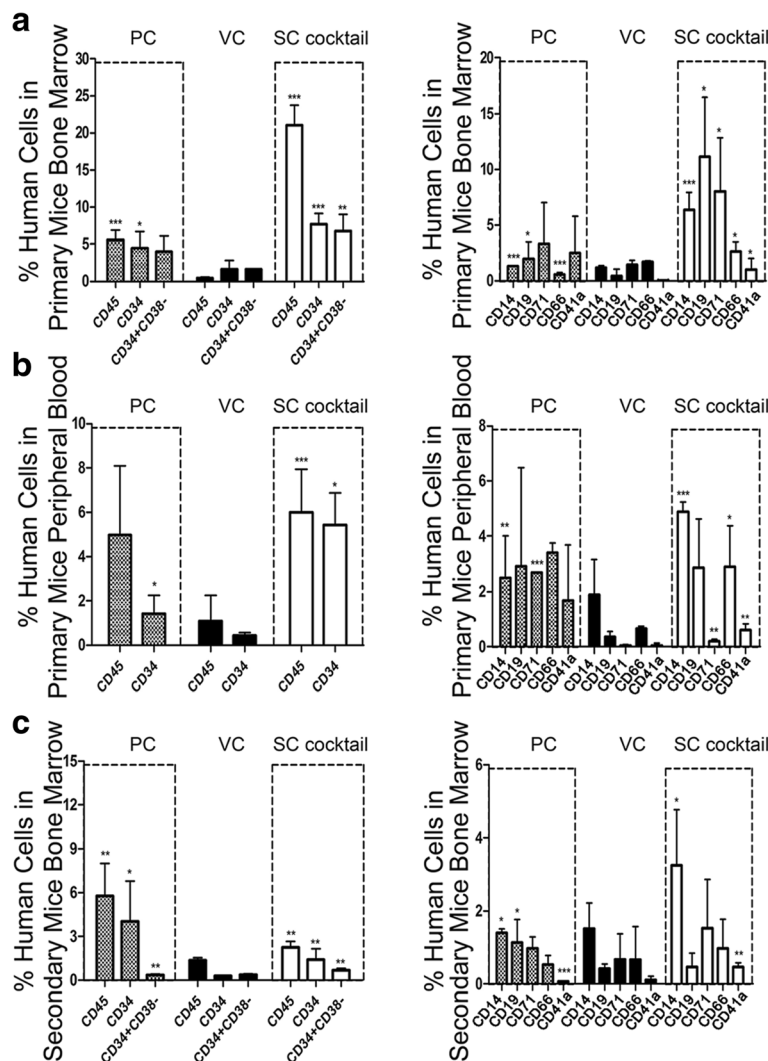 a
PC VC SC cocktail
% Human Cells in
Primary Mice Bone Marrow
30
25
20
15
10
5
0
*** * *** *** **
CD45 CD34 CD34+CD38- CD45 CD34 CD34+CD38- CD45 CD34 CD34+CD38-
PC VC SC cocktail
% Human Cells in
Primary Mice Bone Marrow
20
15
10
5
0
*** * *** *** * * * *
CD14 CD19 CD71 CD66 CD41a CD14 CD19 CD71 CD66 CD41a CD14 CD19 CD71 CD66 CD41a
b
PC VC SC cocktail
% Human Cells in
Primary Mice Peripheral Blood
10
8
6
4
2
0
* *** *
CD45 CD34 CD45 CD34 CD45 CD34
PC VC SC cocktail
% Human Cells in
Primary Mice Peripheral Blood
8
6
4
2
0
** *** *** ** * **
CD14 CD19 CD71 CD66 CD41a CD14 CD19 CD71 CD66 CD41a CD14 CD19 CD71 CD66 CD41a
c
PC VC SC cocktail
% Human Cells in
Secondary Mice Bone Marrow
15
12
9
6
3
0
** * ** ** ** **
CD45 CD34 CD34+CD38- CD45 CD34 CD34+CD38- CD45 CD34 CD34+CD38-
PC VC SC cocktail
% Human Cells in
Secondary Mice Bone Marrow
6
4
2
0
* * *** * **
CD14 CD19 CD71 CD66 CD41a CD14 CD19 CD71 CD66 CD41a CD14 CD19 CD71 CD66 CD41a